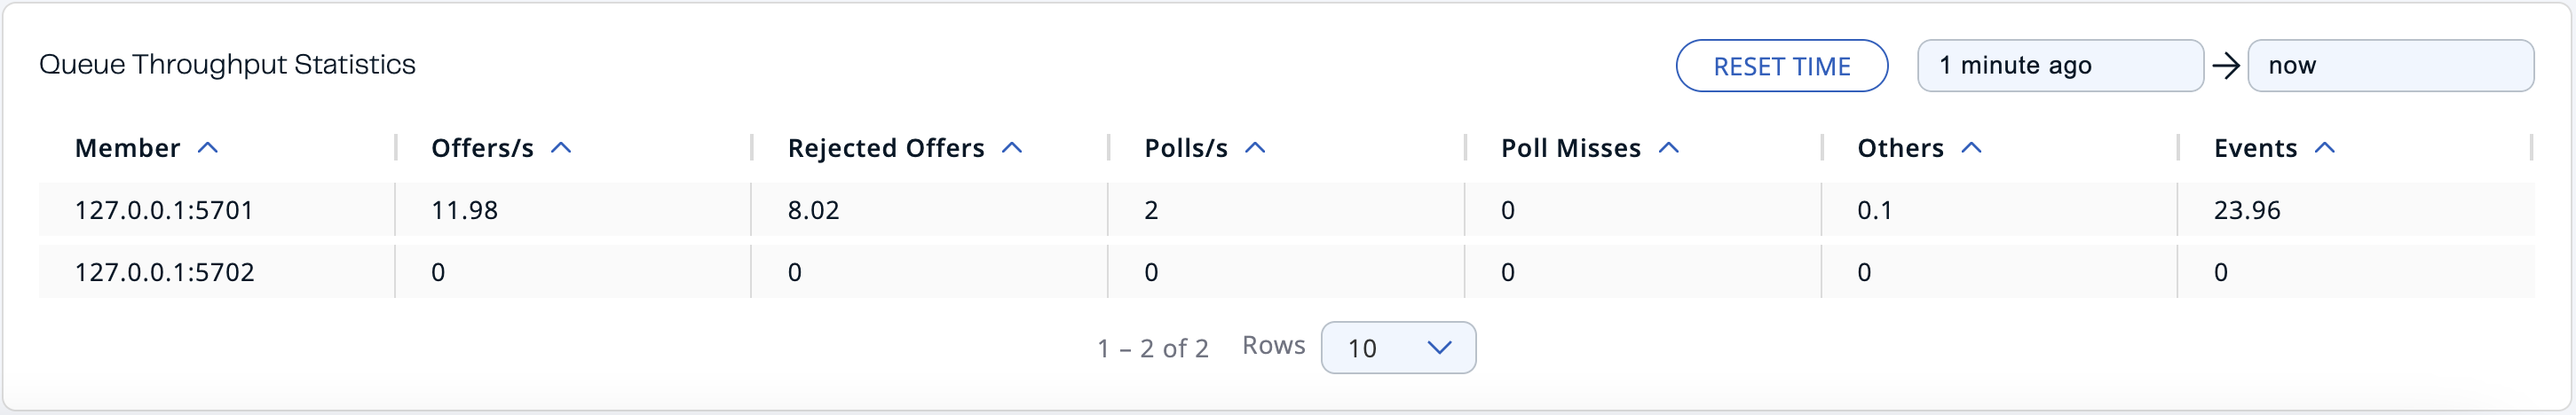 Queue Throughput Statistics RESET TIME 1 minute ago → now
Member Offers/s Rejected Offers Polls/s Poll Misses Others Events
127.0.0.1:5701 11.98 8.02 2 0 0.1 23.96
127.0.0.1:5702 0 0 0 0 0 0
1 – 2 of 2 Rows 10